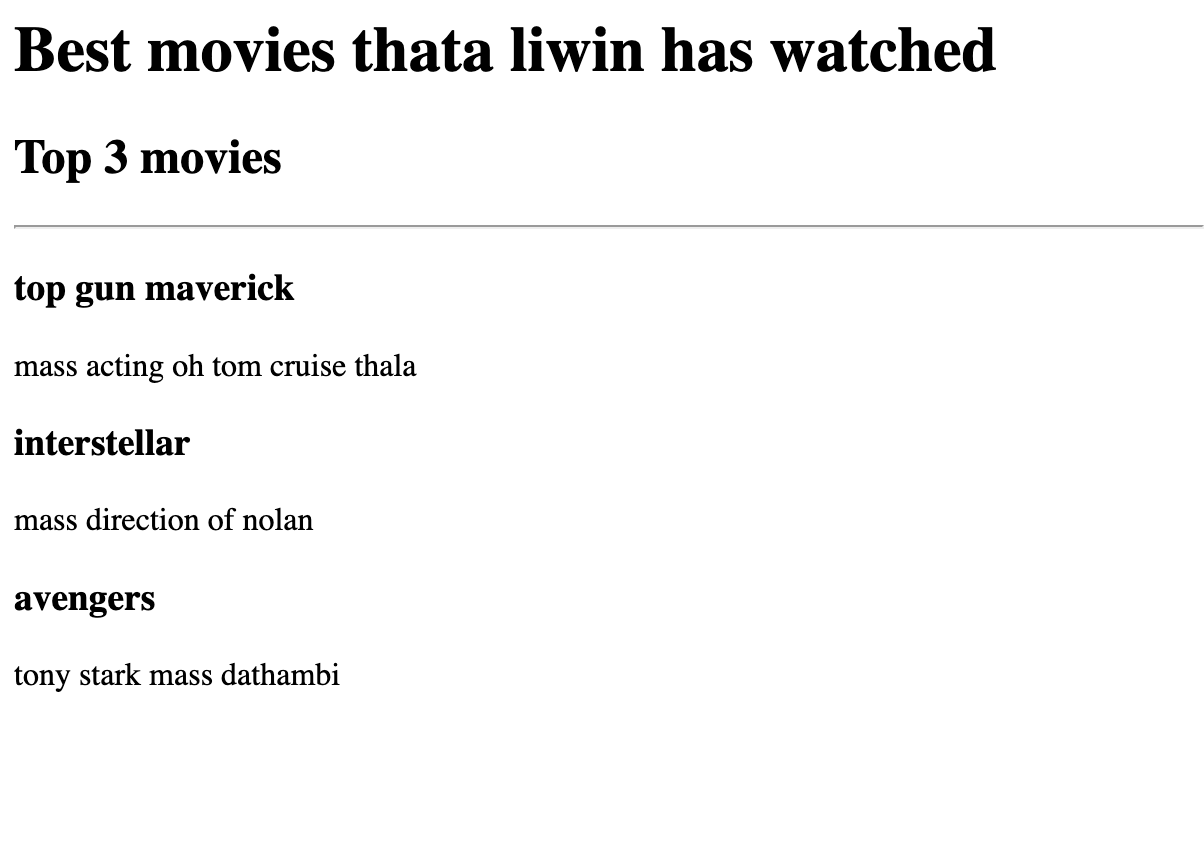 Best movies thata liwin has watched
Top 3 movies
top gun maverick
mass acting oh tom cruise thala
interstellar
mass direction of nolan
avengers
tony stark mass dathambi